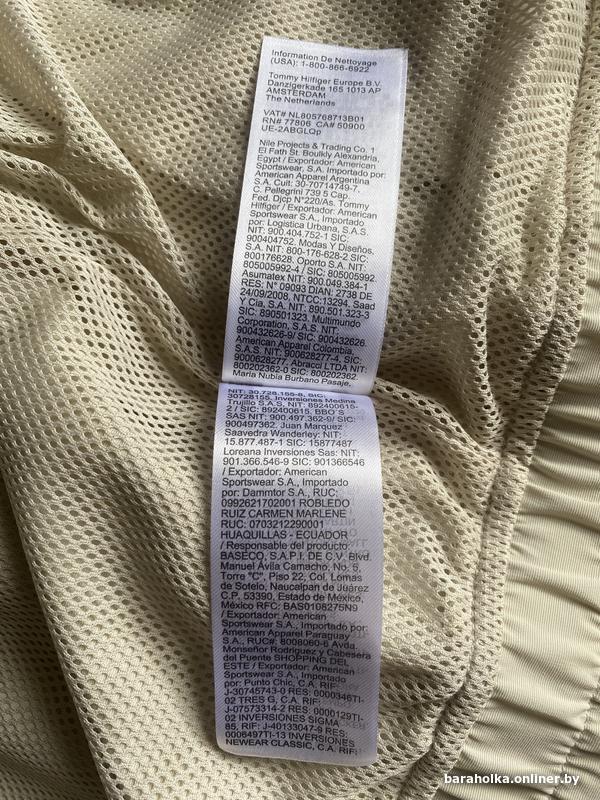 Information De Nettoyage
(USA): 1-800-866-6922
Tommy Hilfiger Europe B.V.
Danzigerkade 165 1013 AP
AMSTERDAM
The Netherlands
VAT# NL805768713B01
RN# 77806 CA# 50900
UE-2ABGLQp
Nile Projects & Trading Co. 1
El Fath St. Boulkly Alexandria,
Egypt / Exportador: American
Sportswear, S.A. Importado por:
American Apparel Argentina
S.A. Cuit: 30-70714749-7,
C. Pellegrini 739 5 Cap.
Fed. Djcp N°220/As. Tommy
Hilfiger / Exportador: American
Sportswear S.A., Importado
por: Logistica Urbana, S.A.S.
NIT: 900.404.752-1 SIC:
900404752. Modas Y Diseños,
S.A. NIT: 800-176-628-2 SIC:
800176628. Oporto S.A. NIT:
805005992-4 / SIC: 805005992
Asumatex NIT: 900.049.384-1
RES: N° 09093 DIAN: 2738 DE
24/09/2008, NTCC:13294, Saad
Y Cia, S.A. NIT: 890.501.323-3
SIC: 890501323. Multimundo
Corporation, S.A.S. NIT:
900432626-9/ SIC: 900432626.
American Apparel Colombia,
S.A.S. NIT: 900628277-4, SIC:
9000628277. Abracci LTDA NIT:
800202362-0 SIC: 800202362.
Maria Nubia Burbano Pasaje,
NIT: 30.728.155-8, SIC:
30728155. Inversiones Medina
Trujillo S.A.S. NIT: 892400615-
2 / SIC: 892400615. BBO'S
SAS NIT: 900.497.362-9/ SIC:
900497362. Juan Marquez
Saavedra Wanderley: NIT:
15.877.487-1 SIC: 15877487
Loreana Inversiones Sas: NIT:
901.366.546-9 SIC: 901366546
/ Exportador: American
Sportswear S.A., Importado
por: Dammtor S.A., RUC:
0992621702001 ROBLEDO
RUIZ CARMEN MARLENE
RUC: 0703212290001
HUAQUILLAS - ECUADOR
/ Responsable del producto:
BASECO, S.A.P.I. DE C.V. Blvd.
Manuel Ávila Camacho, No. 5,
Torre "C", Piso 22, Col. Lomas
de Sotelo, Naucalpan de Juárez
C.P. 53390, Estado de México,
México RFC: BAS0108275N9
/ Exportador: American
Sportswear S.A., Importado por:
American Apparel Paraguay
S.A., RUC#: 8008060-6 Avda.
Monseñor Rodriguez y Cabesera
del Puente SHOPPING DEL
ESTE / Exportador: American
Sportswear S.A., Importado
por: Punto Chic, C.A. RIF:
J-30745743-0 RES: 0000346TI-
02 TRES G, C.A. RIF:
J-07573314-2 RES: 0000129TI-
02 INVERSIONES SIGMA
85, RIF: J-40133047-9 RES:
0006497TI-13 INVERSIONES
NEWEAR CLASSIC, C.A. RIF:
baraholka.onliner.by